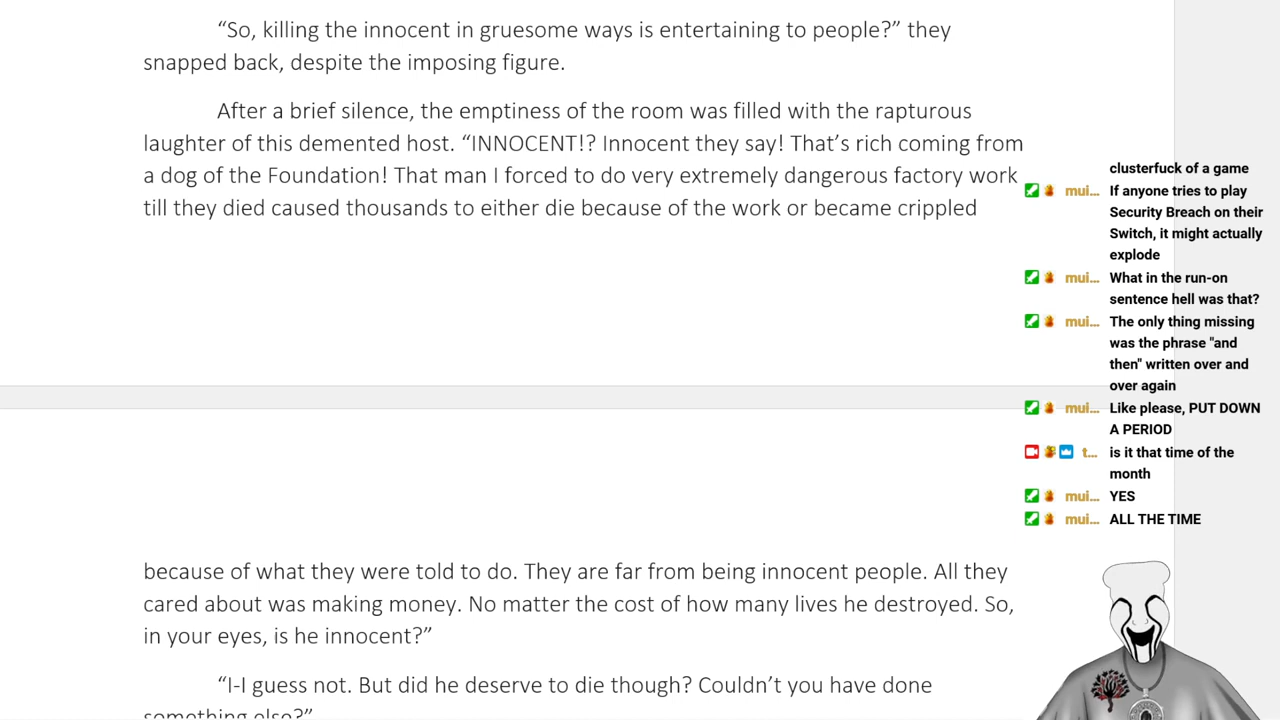 “So, killing the innocent in gruesome ways is entertaining to people?” they
snapped back, despite the imposing figure.
After a brief silence, the emptiness of the room was filled with the rapturous
laughter of this demented host. “INNOCENT!? Innocent they say! That’s rich coming from
a dog of the Foundation! That man I forced to do very extremely dangerous factory work
till they died caused thousands to either die because of the work or became crippled
because of what they were told to do. They are far from being innocent people. All they
cared about was making money. No matter the cost of how many lives he destroyed. So,
in your eyes, is he innocent?”
“I-I guess not. But did he deserve to die though? Couldn’t you have done
something else?”
clusterfuck of a game
mui... If anyone tries to play
Security Breach on their
Switch, it might actually
explode
mui... What in the run-on
sentence hell was that?
mui... The only thing missing
was the phrase "and
then" written over and
over again
mui... Like please, PUT DOWN
A PERIOD
t... is it that time of the
month
mui... YES
mui... ALL THE TIME